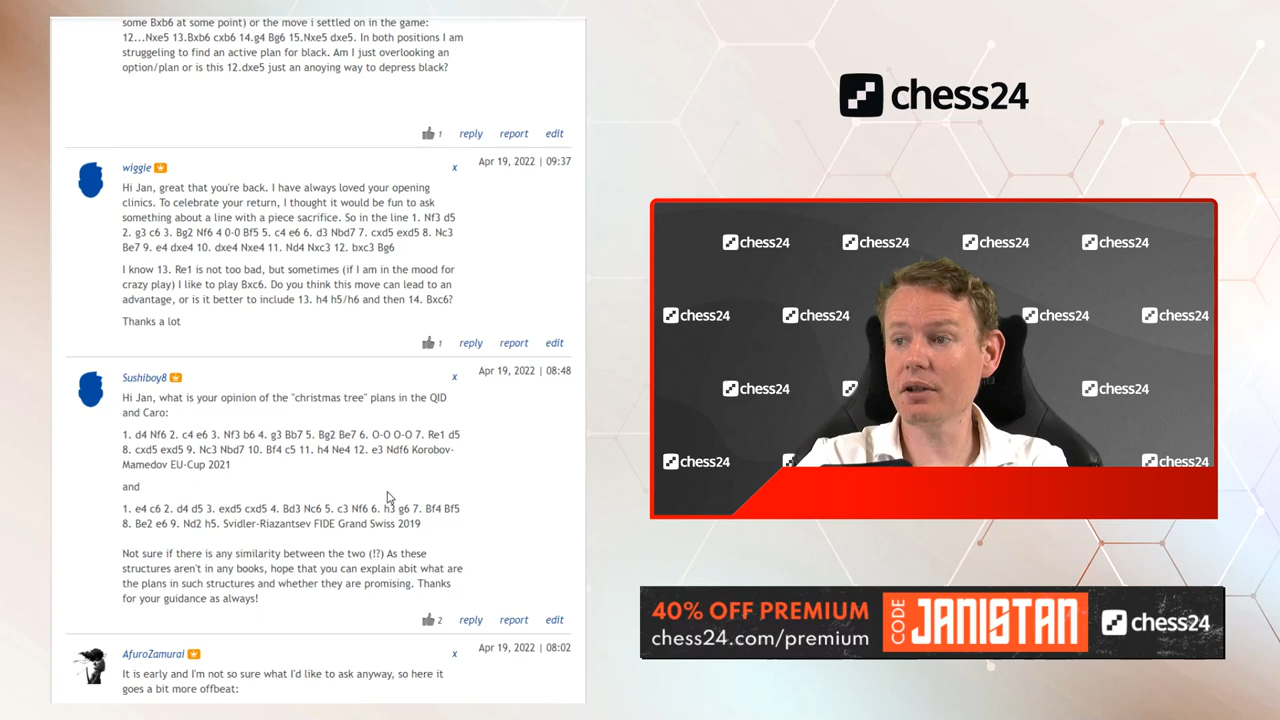 some Bxb6 at some point) or the move i settled on in the game:
12...Nxe5 13.Bxb6 cxb6 14.g4 Bg6 15.Nxe5 dxe5. In both positions I am
struggeling to find an active plan for black. Am I just overlooking an
option/plan or is this 12.dxe5 just an anoying way to depress black?
1 reply report edit
wiggie x Apr 19, 2022 | 09:37
Hi Jan, great that you're back. I have always loved your opening
clinics. To celebrate your return, I thought it would be fun to ask
something about a line with a piece sacrifice. So in the line 1. Nf3 d5
2. g3 c6 3. Bg2 Nf6 4 0-0 Bf5 5. c4 e6 6. d3 Nbd7 7. cxd5 exd5 8. Nc3
Be7 9. e4 dxe4 10. dxe4 Nxe4 11. Nd4 Nxc3 12. bxc3 Bg6
I know 13. Re1 is not too bad, but sometimes (if I am in the mood for
crazy play) I like to play Bxc6. Do you think this move can lead to an
advantage, or is it better to include 13. h4 h5/h6 and then 14. Bxc6?
Thanks a lot
1 reply report edit
Sushiboy8 x Apr 19, 2022 | 08:48
Hi Jan, what is your opinion of the "christmas tree" plans in the QID
and Caro:
1. d4 Nf6 2. c4 e6 3. Nf3 b6 4. g3 Bb7 5. Bg2 Be7 6. O-O O-O 7. Re1 d5
8. cxd5 exd5 9. Nc3 Nbd7 10. Bf4 c5 11. h4 Ne4 12. e3 Ndf6 Korobov-
Mamedov EU-Cup 2021
and
1. e4 c6 2. d4 d5 3. exd5 cxd5 4. Bd3 Nc6 5. c3 Nf6 6. h3 g6 7. Bf4 Bf5
8. Be2 e6 9. Nd2 h5. Svidler-Riazantsev FIDE Grand Swiss 2019
Not sure if there is any similarity between the two (!?) As these
structures aren't in any books, hope that you can explain abit what are
the plans in such structures and whether they are promising. Thanks
for your guidance as always!
2 reply report edit
AfuroZamurai x Apr 19, 2022 | 08:02
It is early and I'm not so sure what I'd like to ask anyway, so here it
goes a bit more offbeat:
chess24
chess24 chess24 chess24 chess24
chess24 chess24 chess24 chess24
chess24 chess24
chess24 chess24
40% OFF PREMIUM
chess24.com/premium
CODE
JANISTAN
chess24